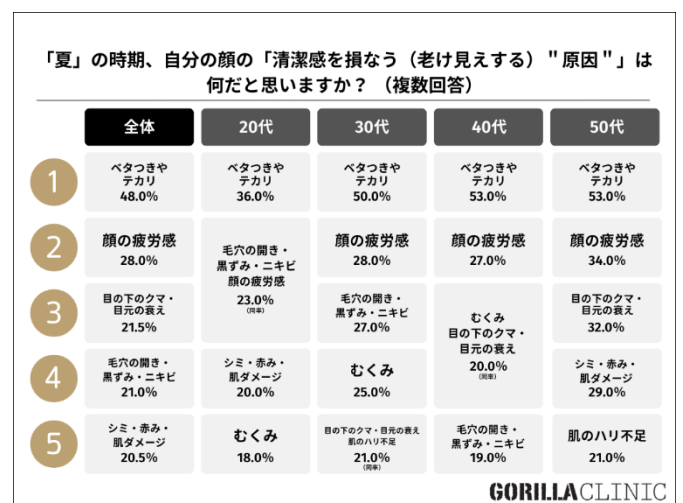 「夏」の時期、自分の顔の「清潔感を損なう（老け見えする）"原因"」は
何だと思いますか？（複数回答）
全体 20代 30代 40代 50代
1
ベタつきや
テカリ
48.0%
ベタつきや
テカリ
36.0%
ベタつきや
テカリ
50.0%
ベタつきや
テカリ
53.0%
ベタつきや
テカリ
53.0%
2
顔の疲労感
28.0%
毛穴の開き・
黒ずみ・ニキビ
顔の疲労感
23.0%
(同率)
顔の疲労感
28.0%
顔の疲労感
27.0%
顔の疲労感
34.0%
3
目の下のクマ・
目元の衰え
21.5%
毛穴の開き・
黒ずみ・ニキビ
27.0%
むくみ
目の下のクマ・
目元の衰え
20.0%
(同率)
目の下のクマ・
目元の衰え
32.0%
4
毛穴の開き・
黒ずみ・ニキビ
21.0%
シミ・赤み・
肌ダメージ
20.0%
むくみ
25.0%
シミ・赤み・
肌ダメージ
29.0%
5
シミ・赤み・
肌ダメージ
20.5%
むくみ
18.0%
目の下のクマ・目元の衰え
肌のハリ不足
21.0%
(同率)
毛穴の開き・
黒ずみ・ニキビ
19.0%
肌のハリ不足
21.0%
GORILLA CLINIC